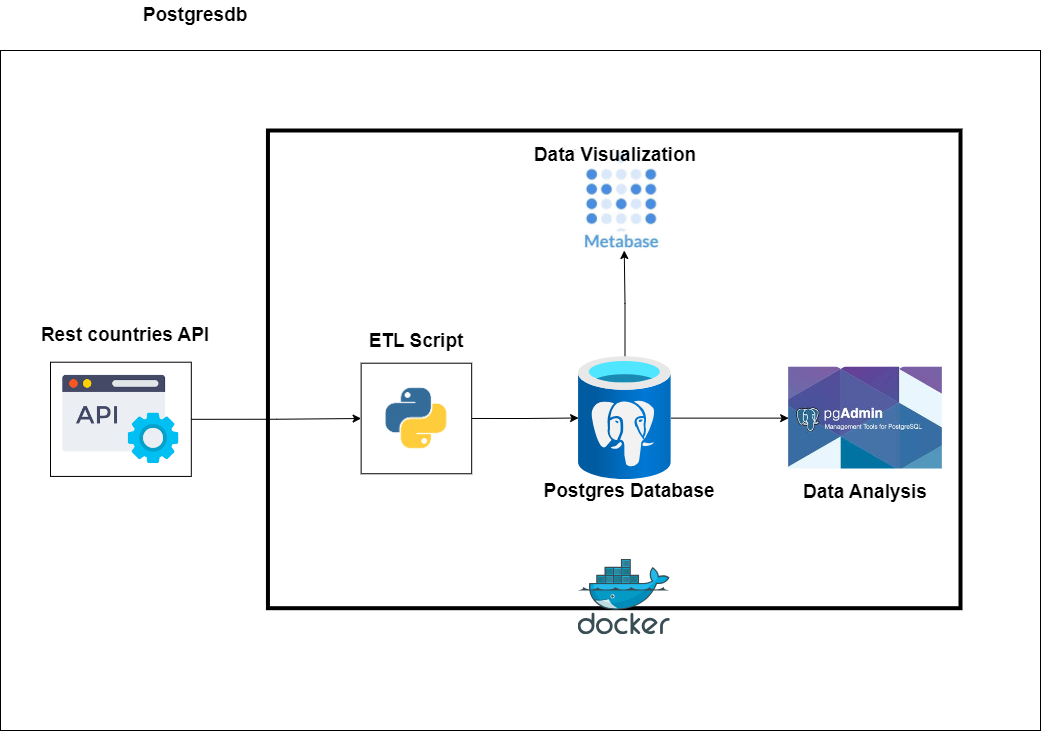 Postgresdb
Data Visualization
Metabase
Rest countries API
ETL Script
API
pgAdmin
Management Tools for PostgreSQL
Postgres Database
Data Analysis
docker